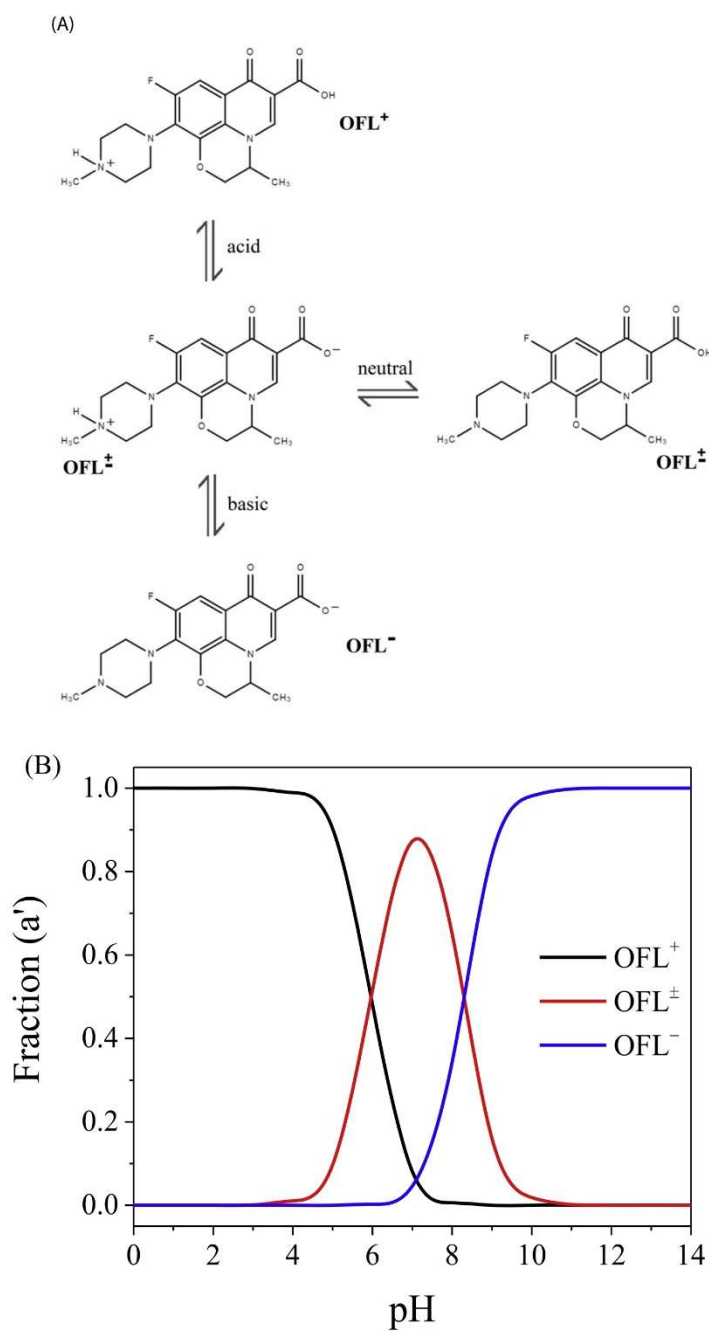 (A)
O
O
F
OH
OFL⁺
N
N
H
N⁺
O
CH₃
H₃C
acid
O
O
F
O⁻
neutral
N
N
H
N⁺
O
CH₃
H₃C
OFL±
O
O
F
OH
N
N
N
O
CH₃
H₃C
OFL±
basic
O
O
F
O⁻
OFL⁻
N
N
N
O
CH₃
H₃C
(B)
1.0
0.8
0.6
0.4
0.2
0.0
Fraction (a')
OFL⁺
OFL±
OFL⁻
0 2 4 6 8 10 12 14
pH